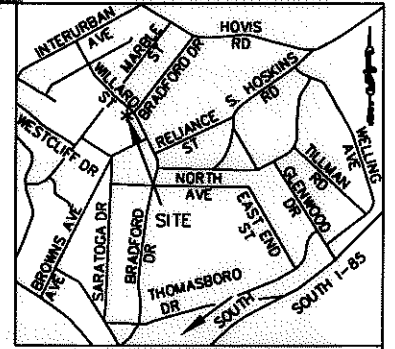 INTERURBAN
AVE
MARBLE
ST
WILLARD
ST
BRADFORD DR
HOVIS
RD
S. HOSKINS
RD
RELIANCE
ST
WESTCLIFF DR
NORTH
AVE
WELLING
AVE
TILLMAN
RD
GLENWOOD
DR
EAST END
ST.
SITE
BROWNS AVE
AVE
SARATOGA DR
BRADFORD
DR
THOMASBORO
DR
SOUTH
SOUTH I-85